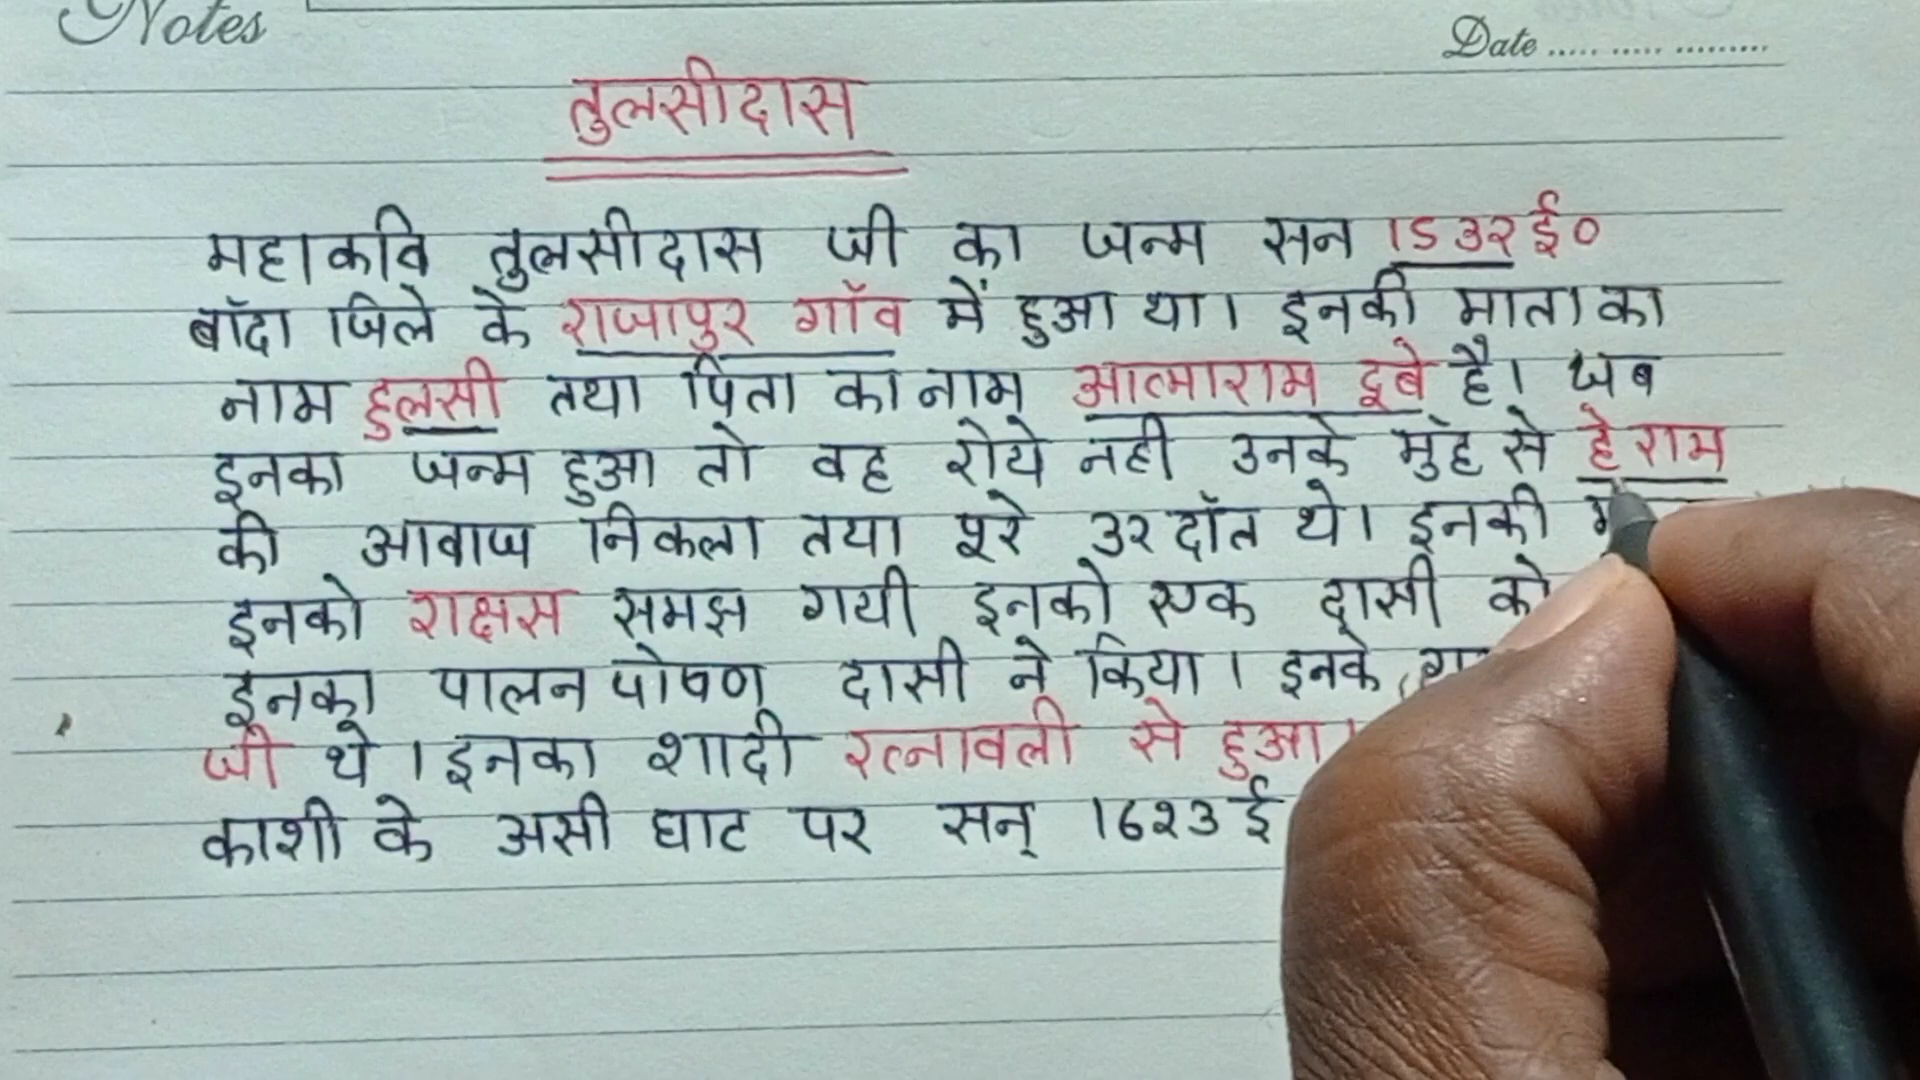 Notes
Date
तुलसीदास
महाकवि तुलसीदास जी का जन्म सन 1532 ई०
बॉदा जिले के राजापुर गॉव में हुआ था। इनकी माता का
नाम हुलसी तथा पिता का नाम आत्माराम दूबे है। जब
इनका जन्म हुआ तो वह रोये नही उनके मुह से हे राम
की आवाज निकला तथा पूरे 32 दॉत थे। इनकी
इनको राक्षस समझ गयी इनको एक दासी को
इनका पालन पोषण दासी ने किया। इनके
जी थे। इनका शादी रत्नावली से हुआ।
काशी के असी घाट पर सन् 1623 ई